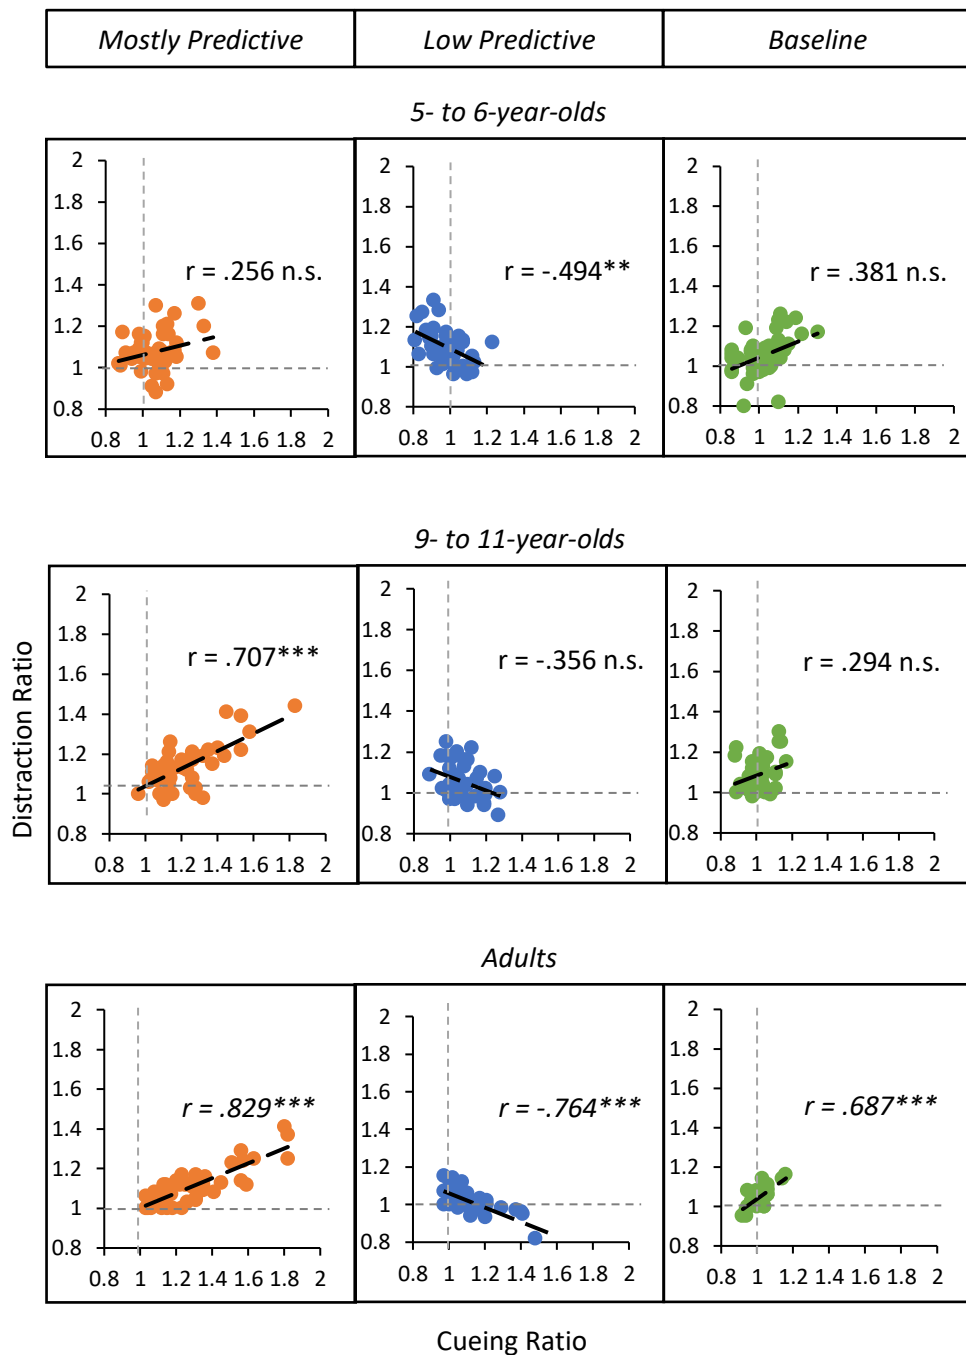 Mostly Predictive Low Predictive Baseline
5- to 6-year-olds
2 2 2
1.8 1.8 1.8
1.6 1.6 1.6
r = .256 n.s. r = -.494** r = .381 n.s.
1.4 1.4 1.4
1.2 1.2 1.2
1 1 1
0.8 0.8 0.8
0.8 1 1.2 1.4 1.6 1.8 2 0.8 1 1.2 1.4 1.6 1.8 2 0.8 1 1.2 1.4 1.6 1.8 2
9- to 11-year-olds
Distraction Ratio
2 2 2
1.8 1.8 1.8
r = .707*** r = -.356 n.s. r = .294 n.s.
1.6 1.6 1.6
1.4 1.4 1.4
1.2 1.2 1.2
1 1 1
0.8 0.8 0.8
0.8 1 1.2 1.4 1.6 1.8 2 0.8 1 1.2 1.4 1.6 1.8 2 0.8 1 1.2 1.4 1.6 1.8 2
Adults
2 2 2
1.8 1.8 1.8
1.6 1.6 1.6
r = .829*** r = -.764*** r = .687***
1.4 1.4 1.4
1.2 1.2 1.2
1 1 1
0.8 0.8 0.8
0.8 1 1.2 1.4 1.6 1.8 2 0.8 1 1.2 1.4 1.6 1.8 2 0.8 1 1.2 1.4 1.6 1.8 2
Cueing Ratio